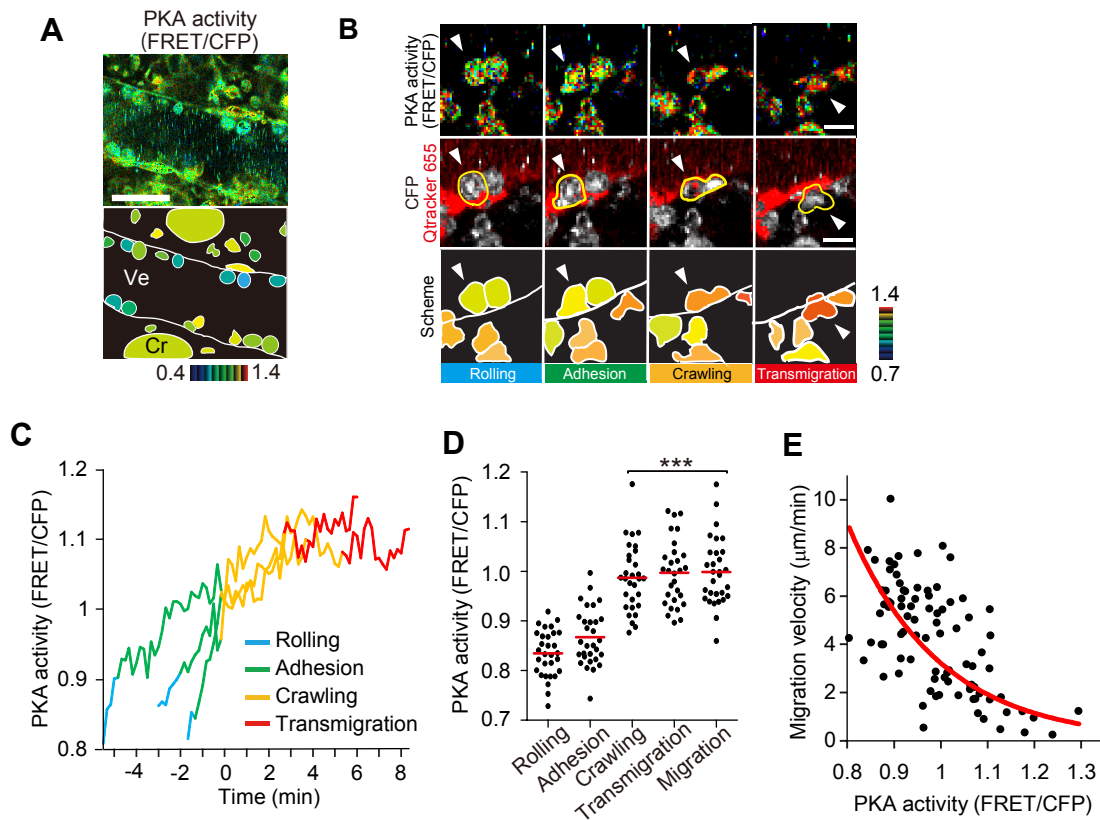 A
PKA activity
(FRET/CFP)
Ve
Cr
0.4
1.4
B
PKA activity
(FRET/CFP)
CFP
Qtracker 655
Scheme
Rolling
Adhesion
Crawling
Transmigration
1.4
0.7
C
PKA activity (FRET/CFP)
1.2
1.1
1
0.9
0.8
-4
-2
0
2
4
6
8
Time (min)
Rolling
Adhesion
Crawling
Transmigration
D
PKA activity (FRET/CFP)
***
1.2
1.1
1.0
0.9
0.8
0.7
Rolling
Adhesion
Crawling
Transmigration
Migration
E
Migration velocity (μm/min)
10
8
6
4
2
0
0.8
0.9
1
1.1
1.2
1.3
PKA activity (FRET/CFP)